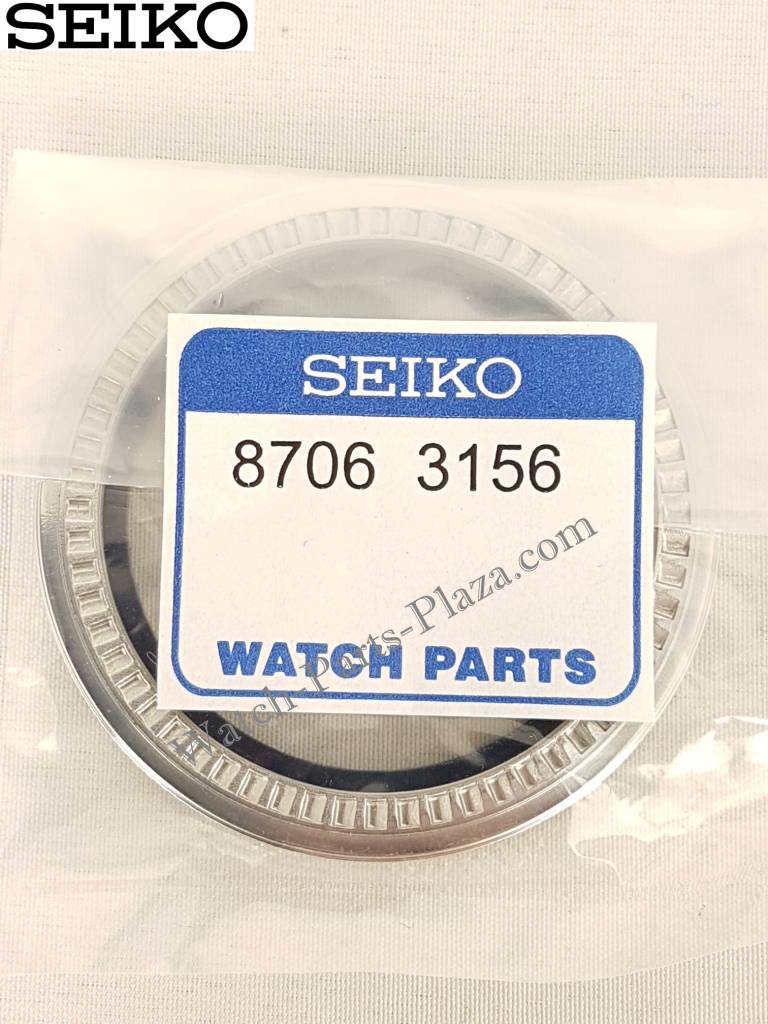 SEIKO
SEIKO
8706 3156
Watch-Parts-Plaza.com
WATCH PARTS